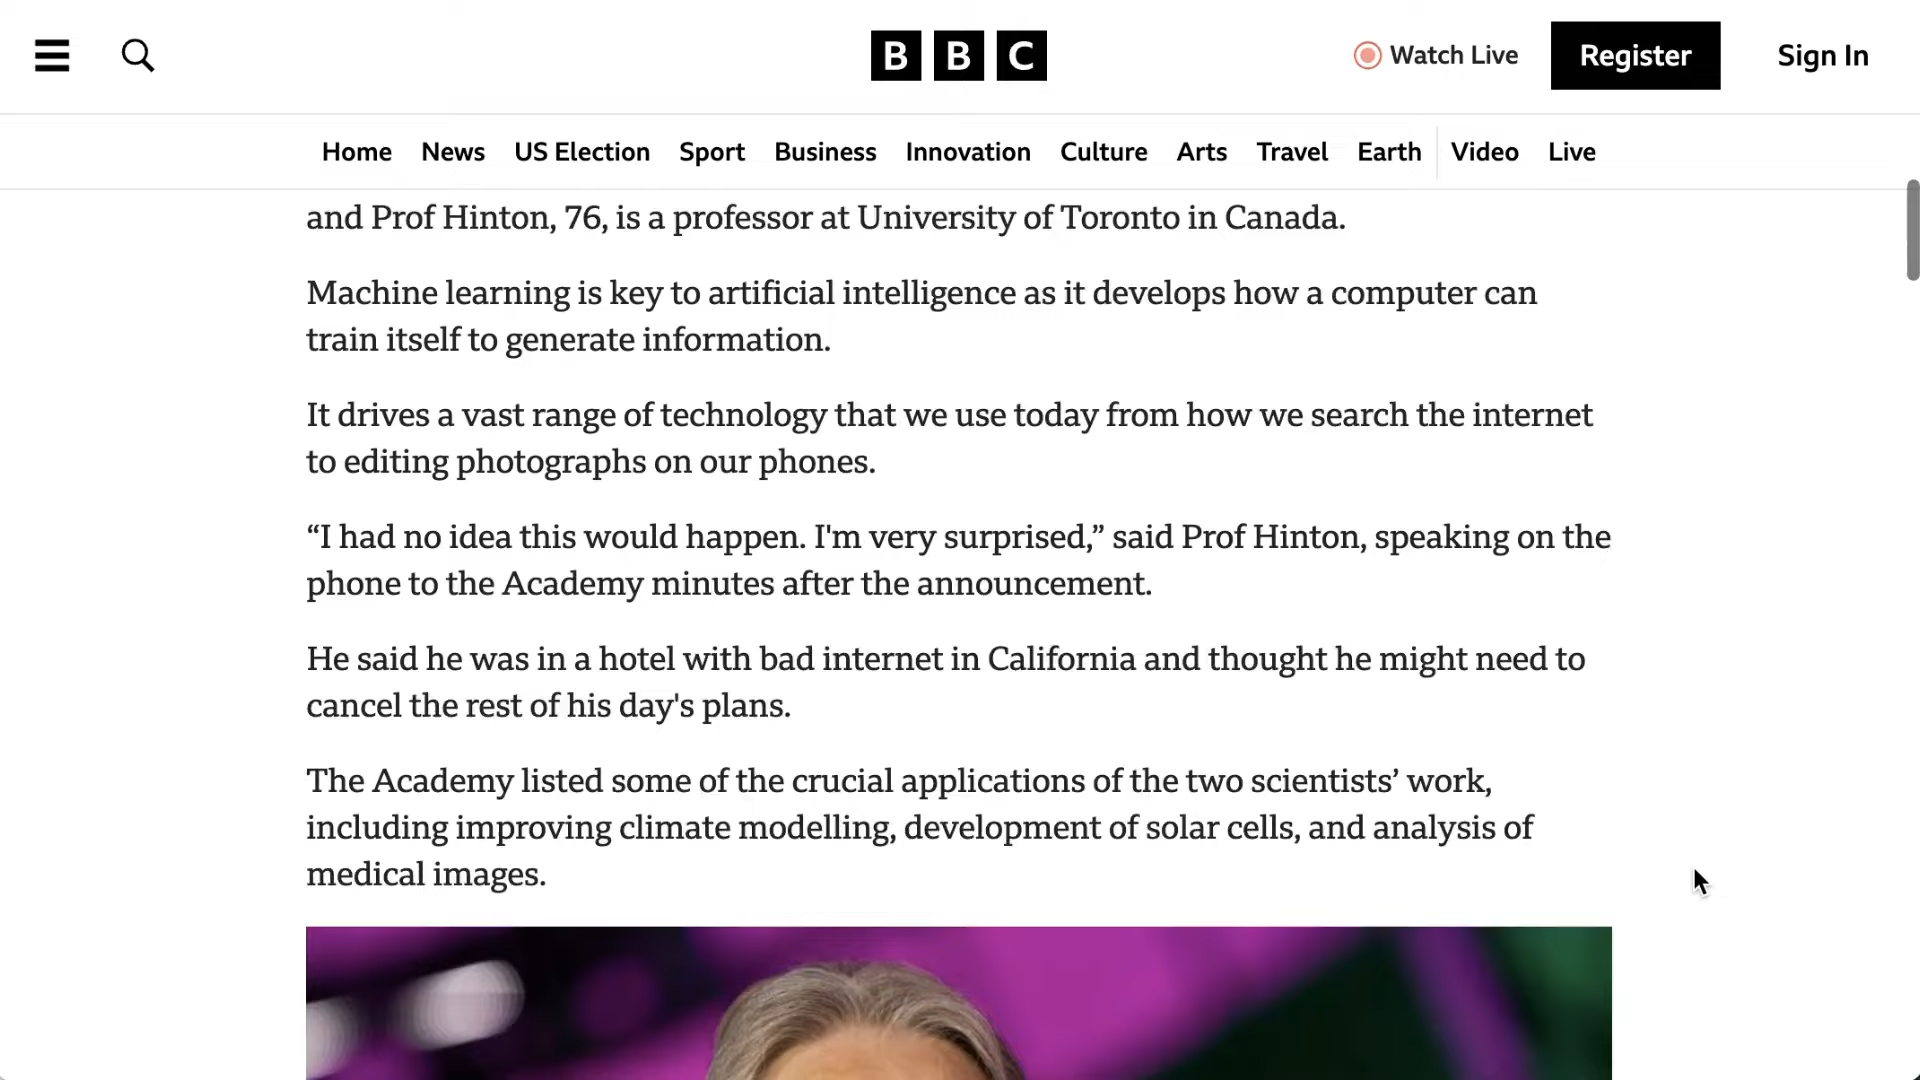 BBC
Watch Live
Register
Sign In
Home News US Election Sport Business Innovation Culture Arts Travel Earth Video Live
and Prof Hinton, 76, is a professor at University of Toronto in Canada.
Machine learning is key to artificial intelligence as it develops how a computer can
train itself to generate information.
It drives a vast range of technology that we use today from how we search the internet
to editing photographs on our phones.
“I had no idea this would happen. I'm very surprised,” said Prof Hinton, speaking on the
phone to the Academy minutes after the announcement.
He said he was in a hotel with bad internet in California and thought he might need to
cancel the rest of his day's plans.
The Academy listed some of the crucial applications of the two scientists’ work,
including improving climate modelling, development of solar cells, and analysis of
medical images.